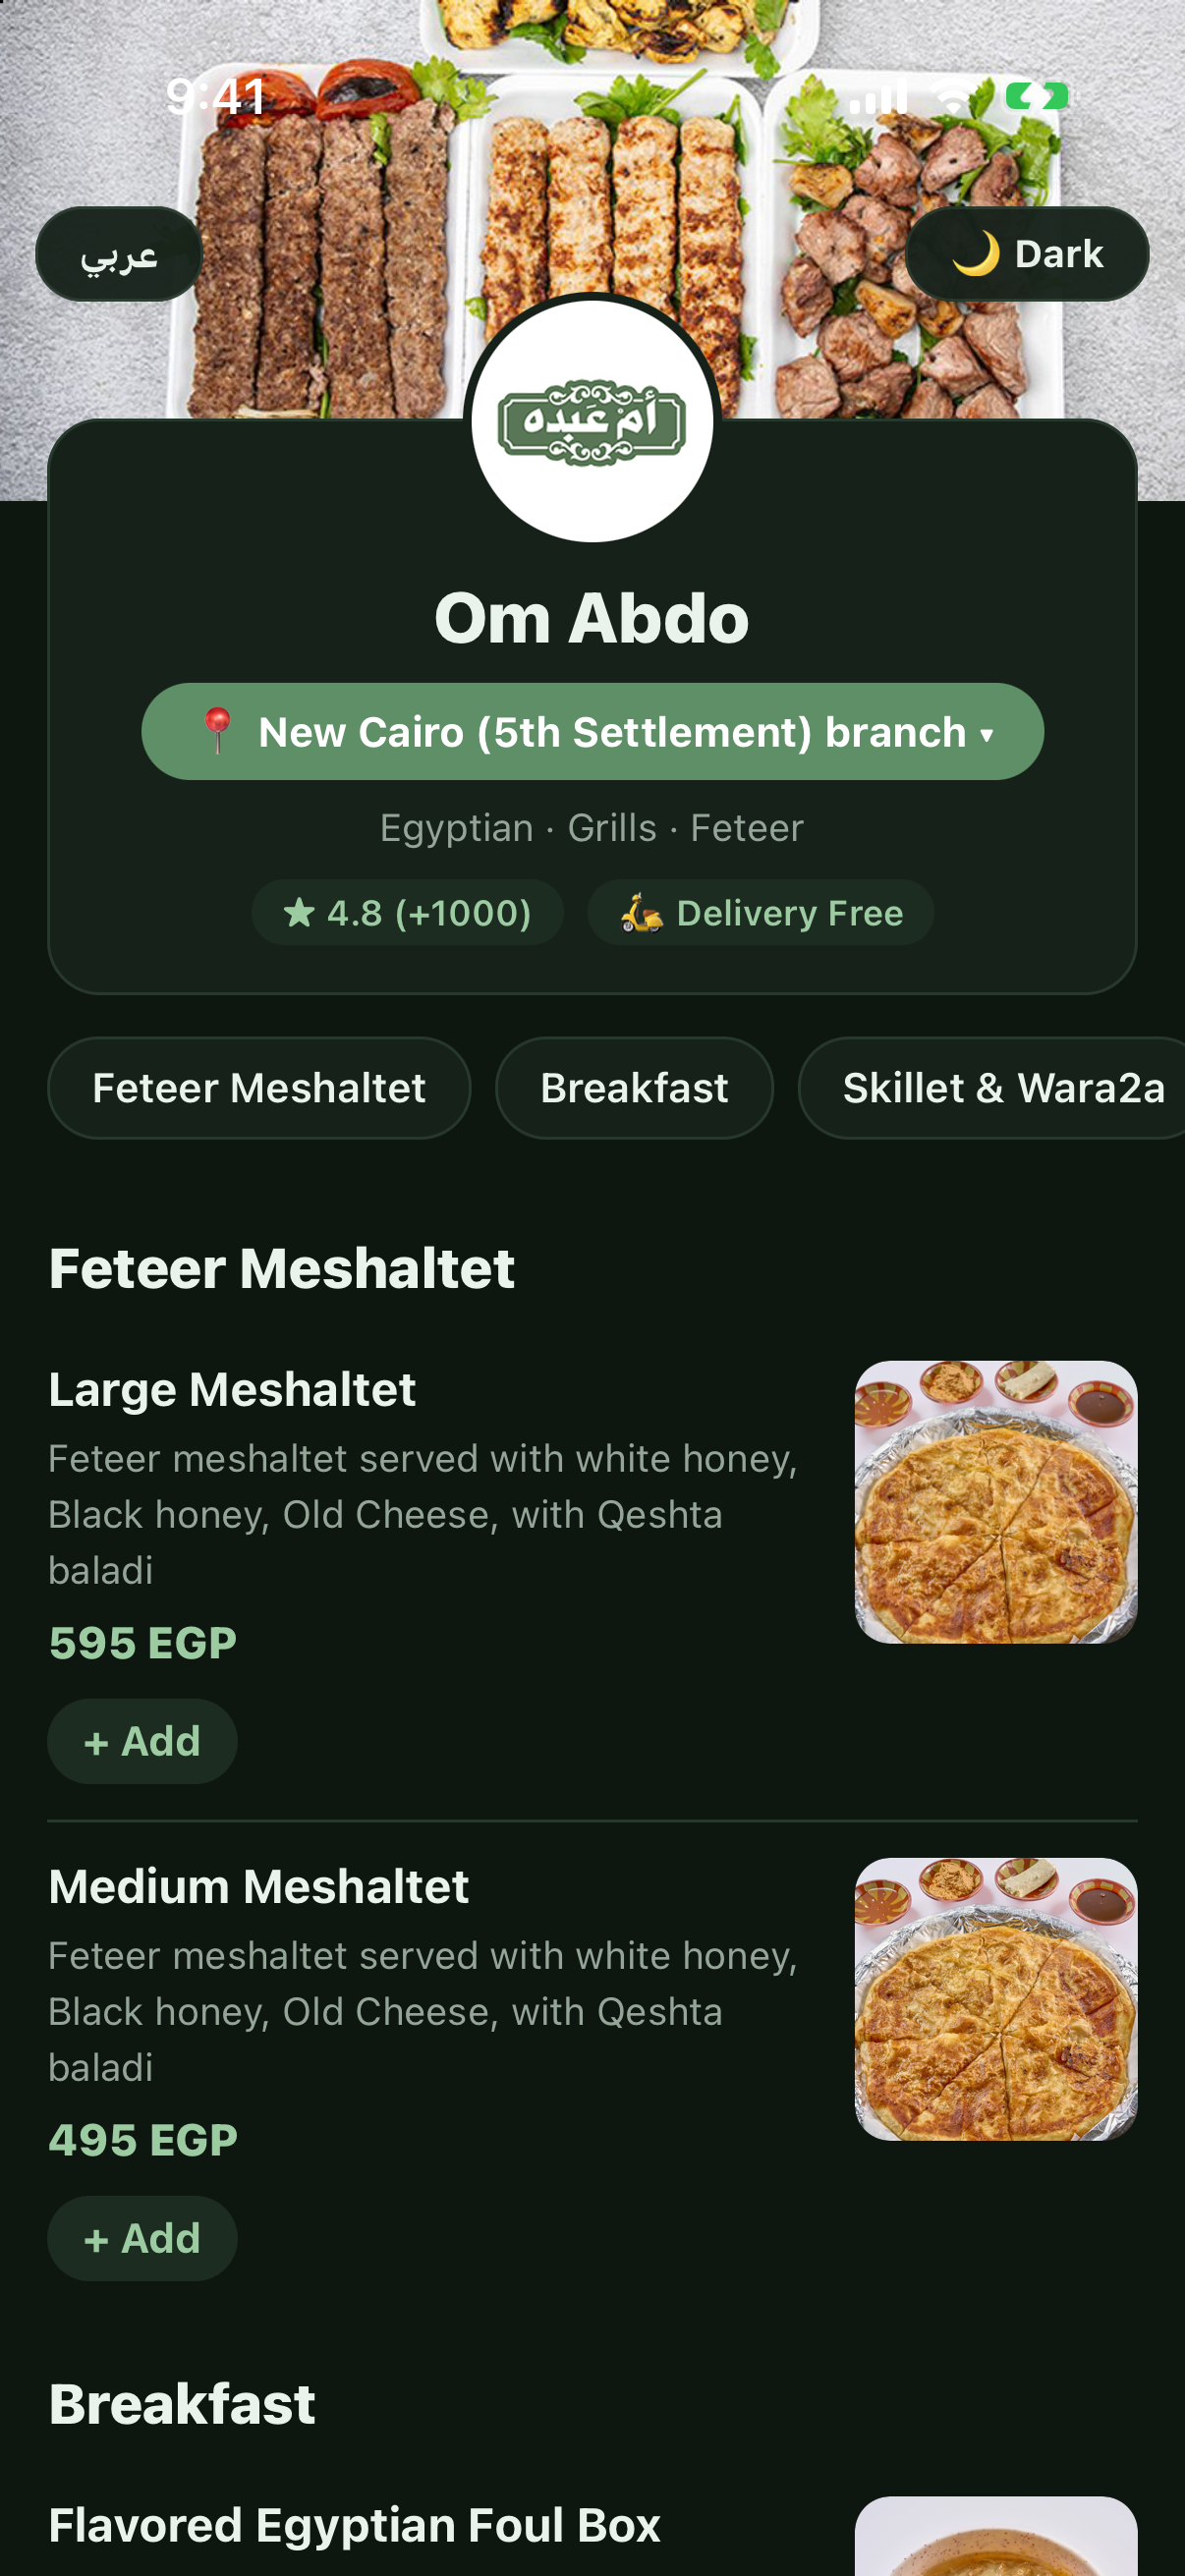 9:41
عربي
🌙 Dark
أم عبده
Om Abdo
📍 New Cairo (5th Settlement) branch ▾
Egyptian · Grills · Feteer
★ 4.8 (+1000)
🛵 Delivery Free
Feteer Meshaltet
Breakfast
Skillet & Wara2a
Feteer Meshaltet
Large Meshaltet
Feteer meshaltet served with white honey,
Black honey, Old Cheese, with Qeshta
baladi
595 EGP
+ Add
Medium Meshaltet
Feteer meshaltet served with white honey,
Black honey, Old Cheese, with Qeshta
baladi
495 EGP
+ Add
Breakfast
Flavored Egyptian Foul Box